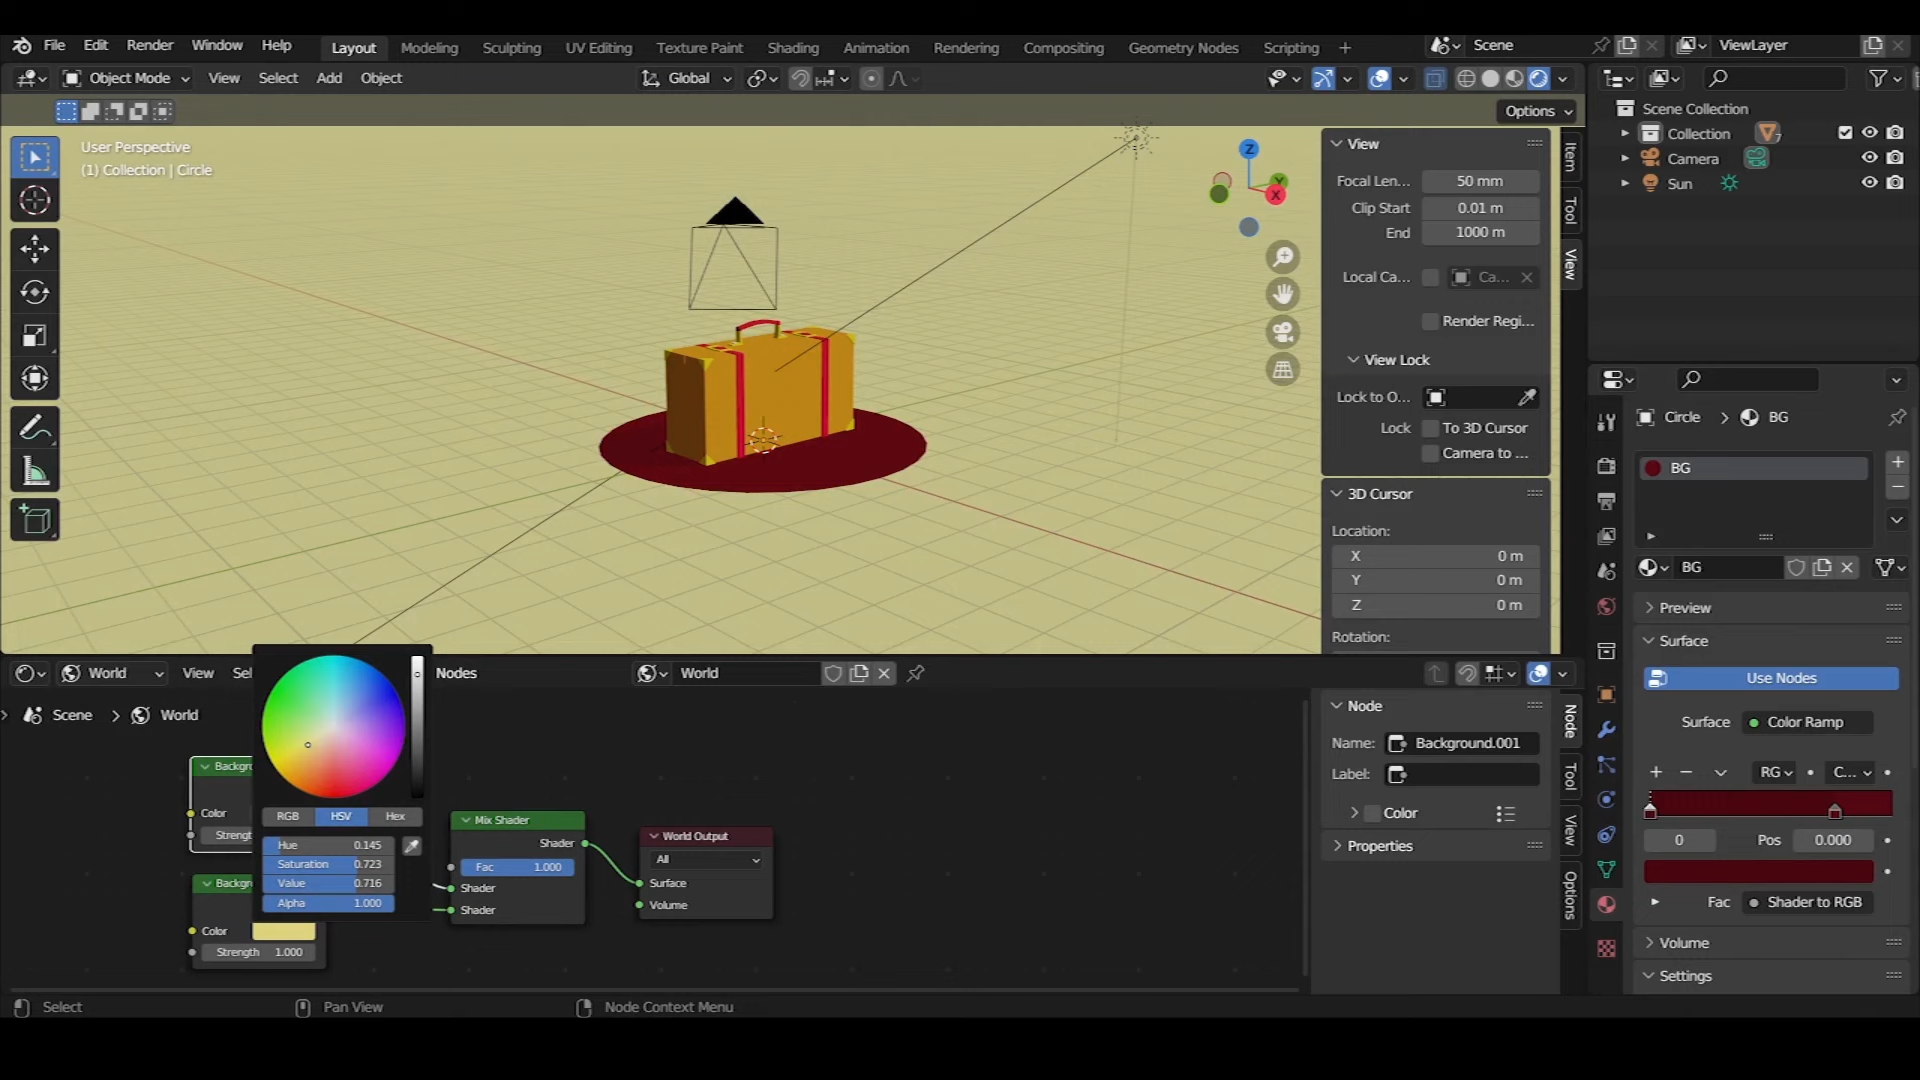 File Edit Render Window Help Layout Modeling Sculpting UV Editing Texture Paint Shading Animation Rendering Compositing Geometry Nodes Scripting + Scene ViewLayer
Object Mode View Select Add Object Global
Options
User Perspective
(1) Collection | Circle
Z
Y
X
View
Focal Len... 50 mm
Clip Start 0.01 m
End 1000 m
Local Ca... Ca...
Render Regi...
View Lock
Lock to O...
Lock To 3D Cursor
Camera to ...
3D Cursor
Location:
X 0 m
Y 0 m
Z 0 m
Rotation:
Item
Tool
View
Scene Collection
Collection 7
Camera
Sun
Circle > BG
BG
BG
Preview
Surface
Use Nodes
Surface Color Ramp
+ − RG C...
0 Pos 0.000
Fac Shader to RGB
Volume
Settings
World View Sel Nodes World
Scene > World
RGB HSV Hex
Hue 0.145
Saturation 0.723
Value 0.716
Alpha 1.000
Backgro
Color
Strengt
Backgro
Color
Strength 1.000
Mix Shader
Shader
Fac 1.000
Shader
Shader
World Output
All
Surface
Volume
Node
Name: Background.001
Label:
Color
Properties
Node
Tool
View
Options
Select Pan View Node Context Menu